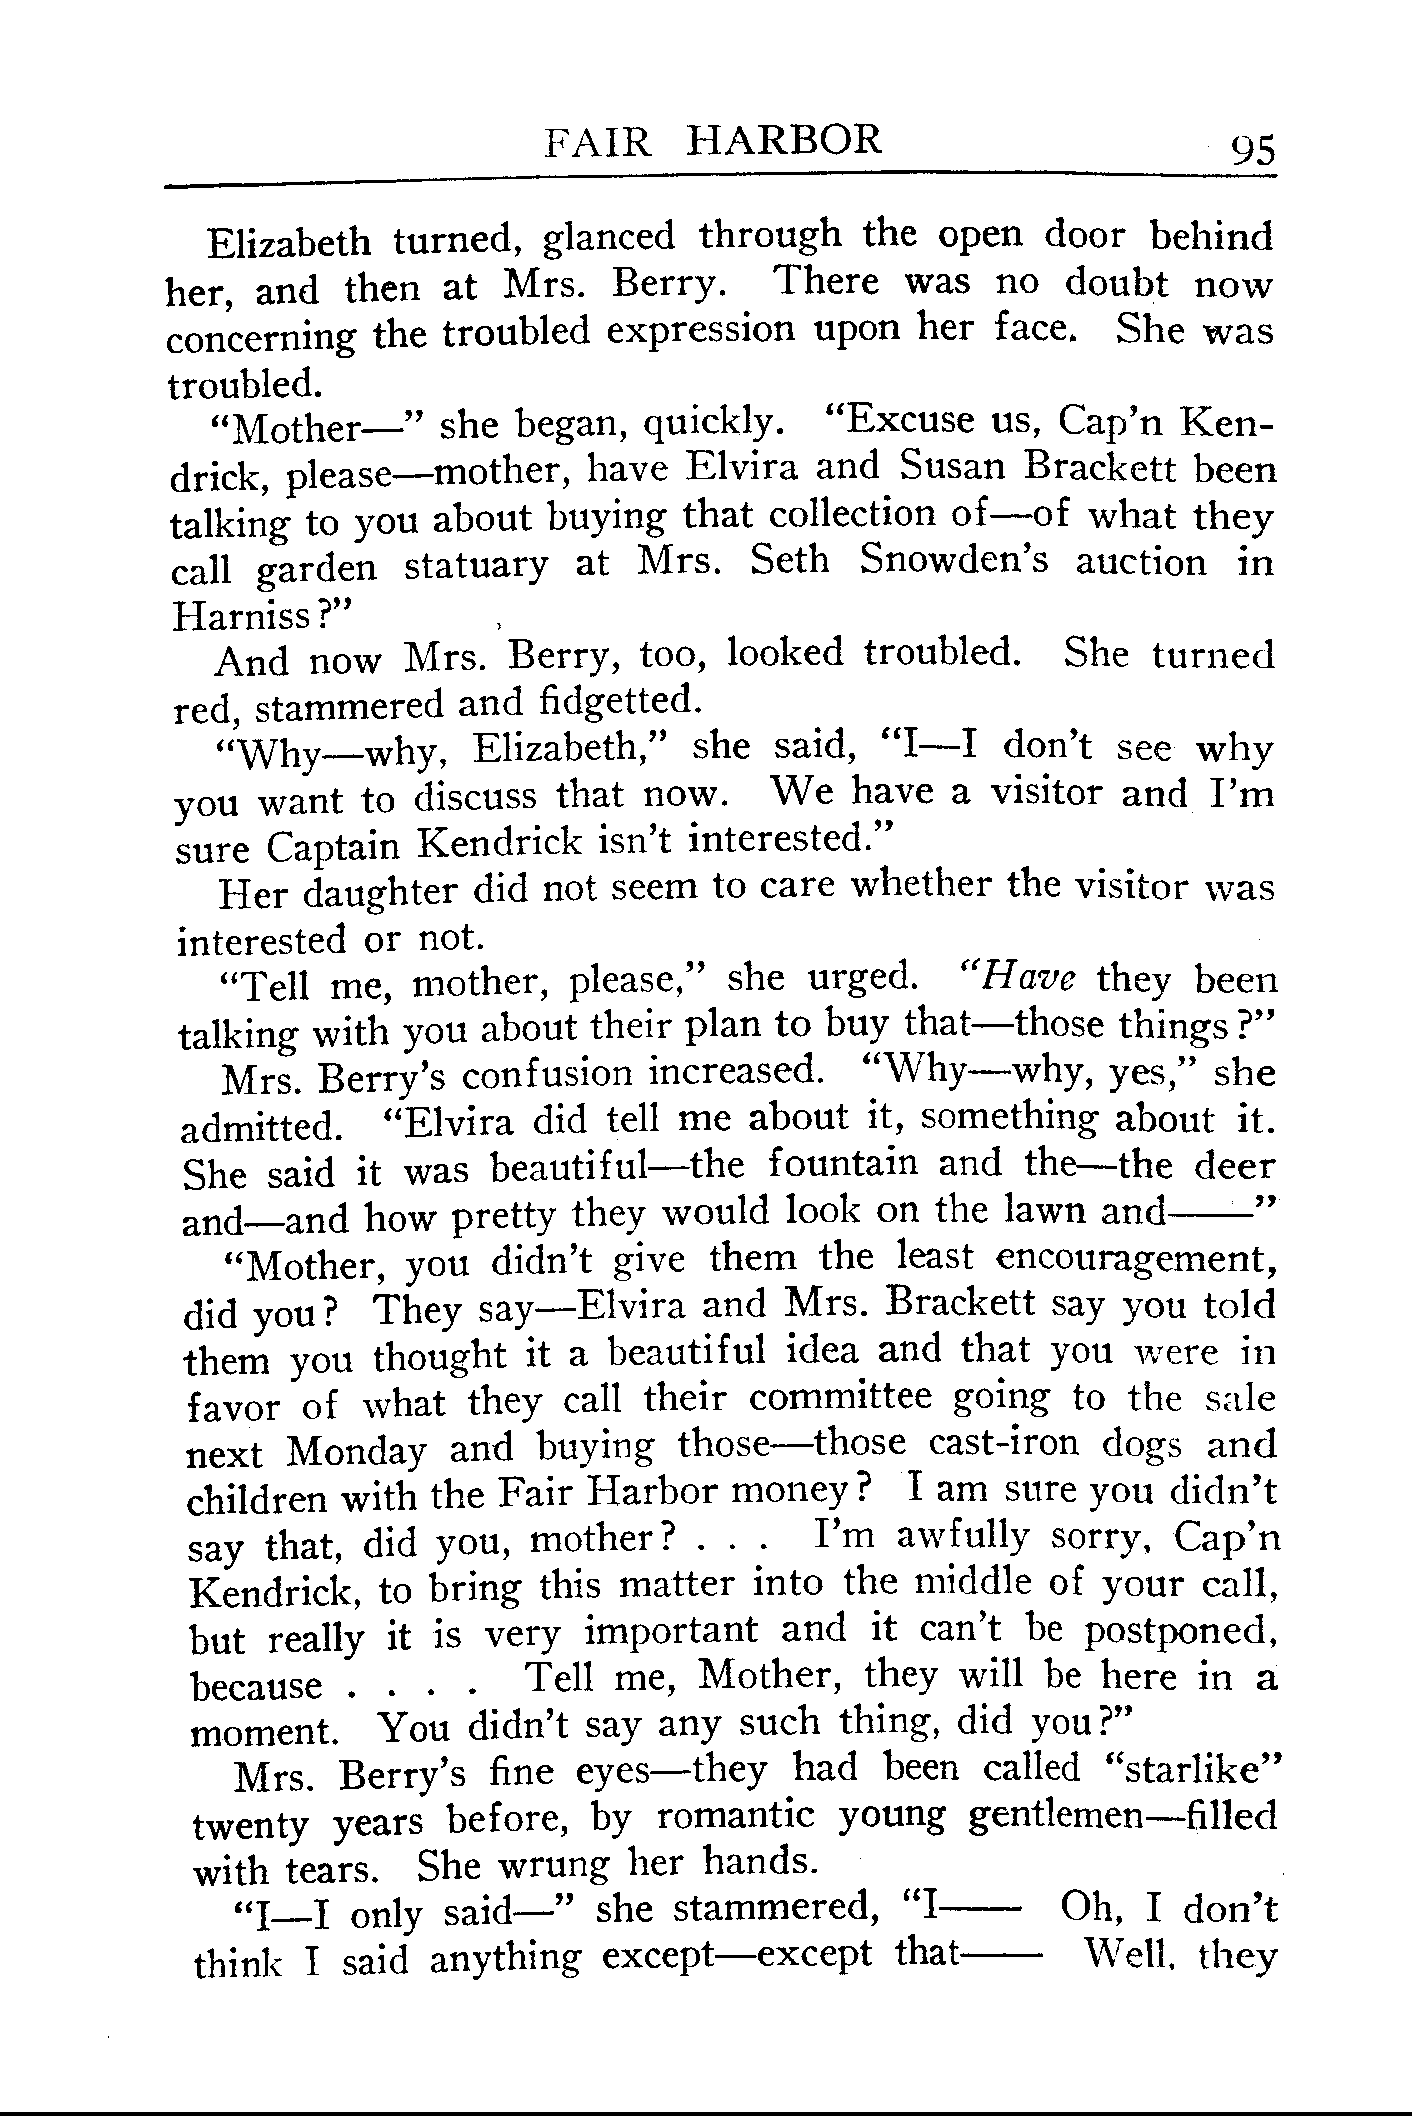 FAIR HARBOR 95
Elizabeth turned, glanced through the open door behind
her, and then at Mrs. Berry. There was no doubt now
concerning the troubled expression upon her face. She was
troubled.
“Mother—” she began, quickly. “Excuse us, Cap’n Ken-
drick, please—mother, have Elvira and Susan Brackett been
talking to you about buying that collection of—of what they
call garden statuary at Mrs. Seth Snowden’s auction in
Harniss?”
And now Mrs. Berry, too, looked troubled. She turned
red, stammered and fidgetted.
“Why—why, Elizabeth,” she said, “I—I don’t see why
you want to discuss that now. We have a visitor and I’m
sure Captain Kendrick isn’t interested.”
Her daughter did not seem to care whether the visitor was
interested or not.
“Tell me, mother, please,” she urged. “Have they been
talking with you about their plan to buy that—those things?”
Mrs. Berry’s confusion increased. “Why—why, yes,” she
admitted. “Elvira did tell me about it, something about it.
She said it was beautiful—the fountain and the—the deer
and—and how pretty they would look on the lawn and——”
“Mother, you didn’t give them the least encouragement,
did you? They say—Elvira and Mrs. Brackett say you told
them you thought it a beautiful idea and that you were in
favor of what they call their committee going to the sale
next Monday and buying those—those cast-iron dogs and
children with the Fair Harbor money? I am sure you didn’t
say that, did you, mother? . . . I’m awfully sorry, Cap’n
Kendrick, to bring this matter into the middle of your call,
but really it is very important and it can’t be postponed,
because . . . . Tell me, Mother, they will be here in a
moment. You didn’t say any such thing, did you?”
Mrs. Berry’s fine eyes—they had been called “starlike”
twenty years before, by romantic young gentlemen—filled
with tears. She wrung her hands.
“I—I only said—” she stammered, “I—— Oh, I don’t
think I said anything except—except that—— Well, they